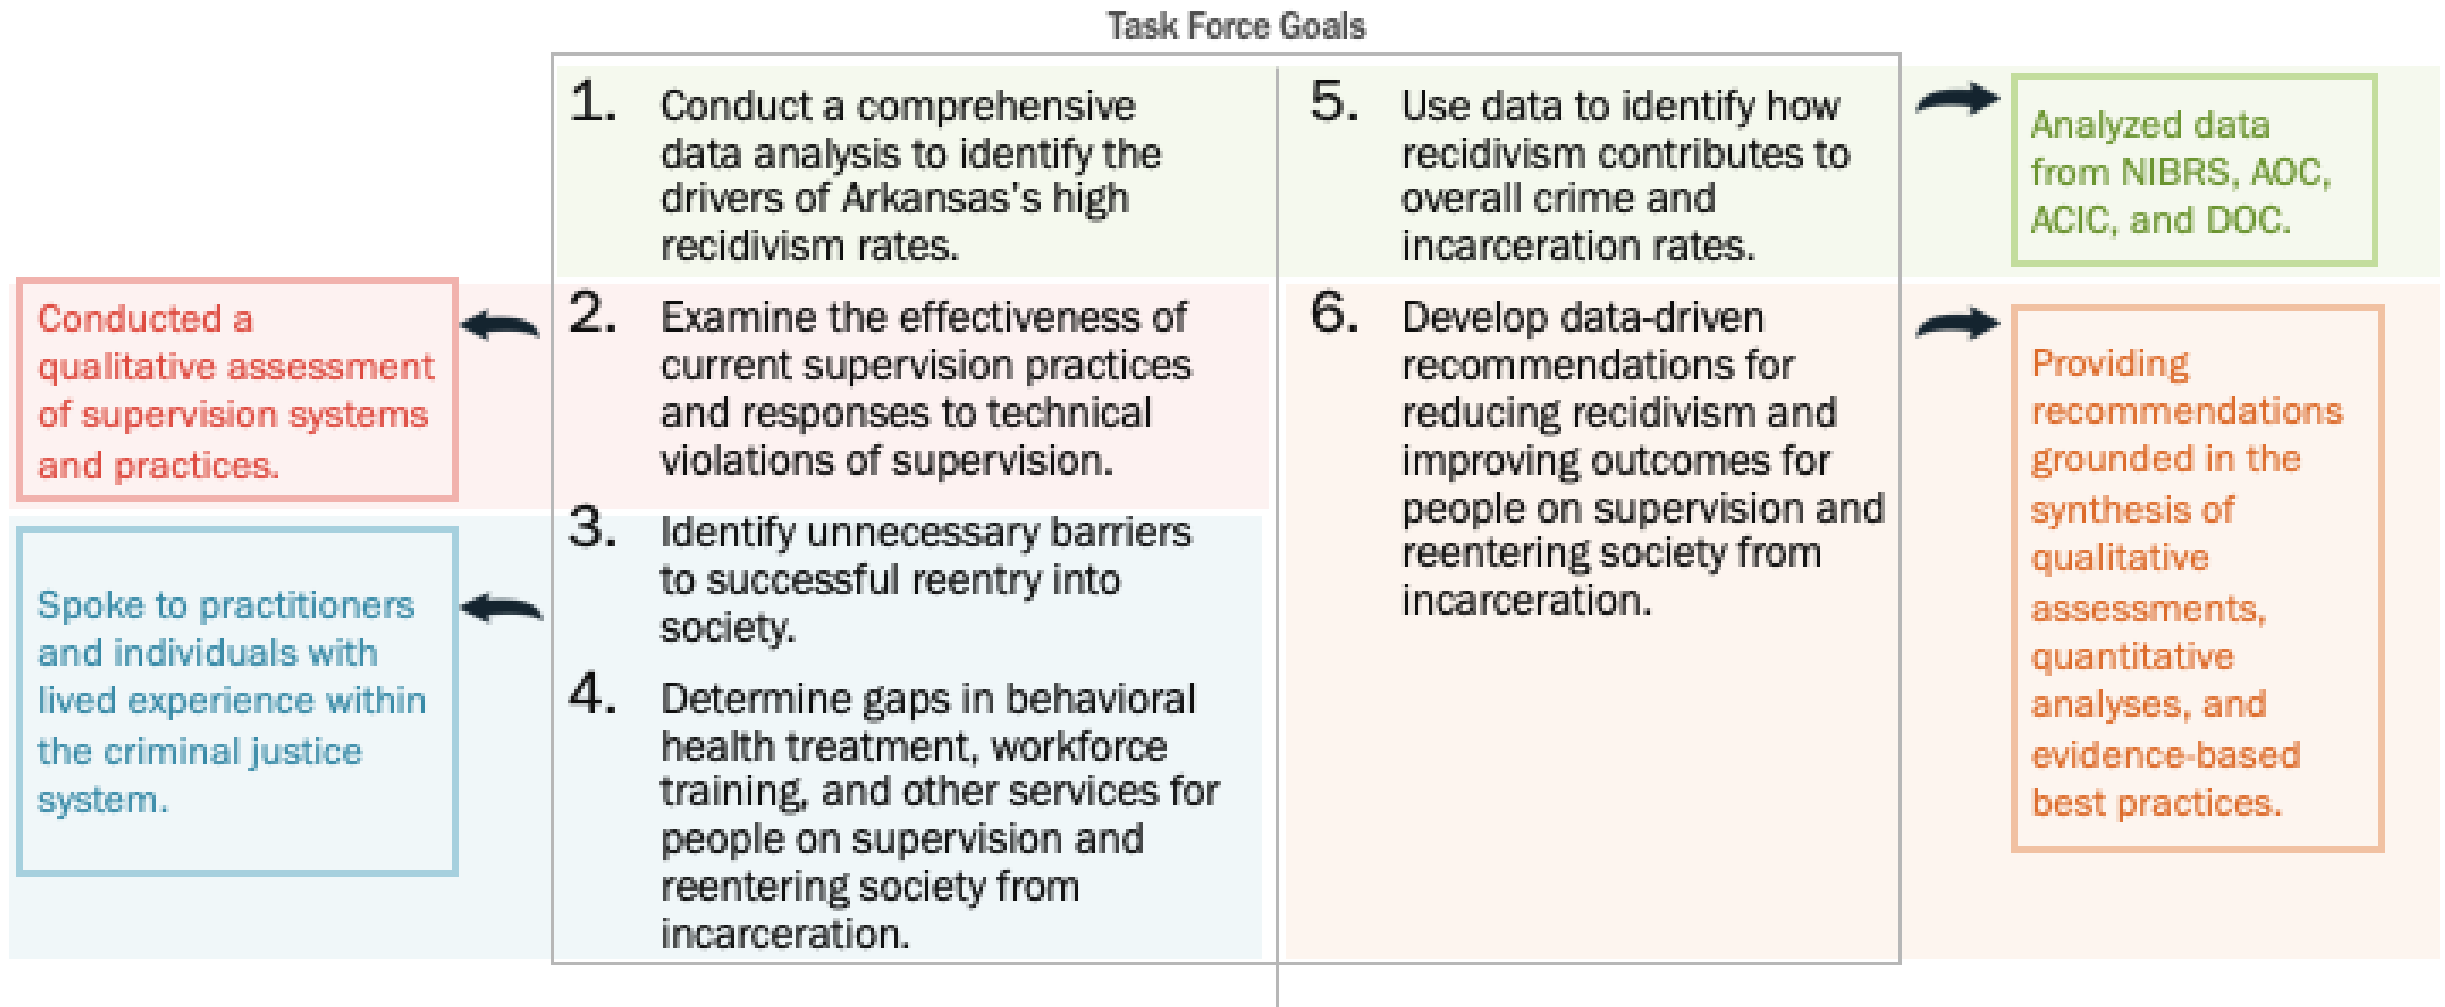 Task Force Goals
1. Conduct a comprehensive
data analysis to identify the
drivers of Arkansas's high
recidivism rates.
2. Examine the effectiveness of
current supervision practices
and responses to technical
violations of supervision.
3. Identify unnecessary barriers
to successful reentry into
society.
4. Determine gaps in behavioral
health treatment, workforce
training, and other services for
people on supervision and
reentering society from
incarceration.
5. Use data to identify how
recidivism contributes to
overall crime and
incarceration rates.
6. Develop data-driven
recommendations for
reducing recidivism and
improving outcomes for
people on supervision and
reentering society from
incarceration.
Conducted a
qualitative assessment
of supervision systems
and practices.
Spoke to practitioners
and individuals with
lived experience within
the criminal justice
system.
Analyzed data
from NIBRS, AOC,
ACIC, and DOC.
Providing
recommendations
grounded in the
synthesis of
qualitative
assessments,
quantitative
analyses, and
evidence-based
best practices.